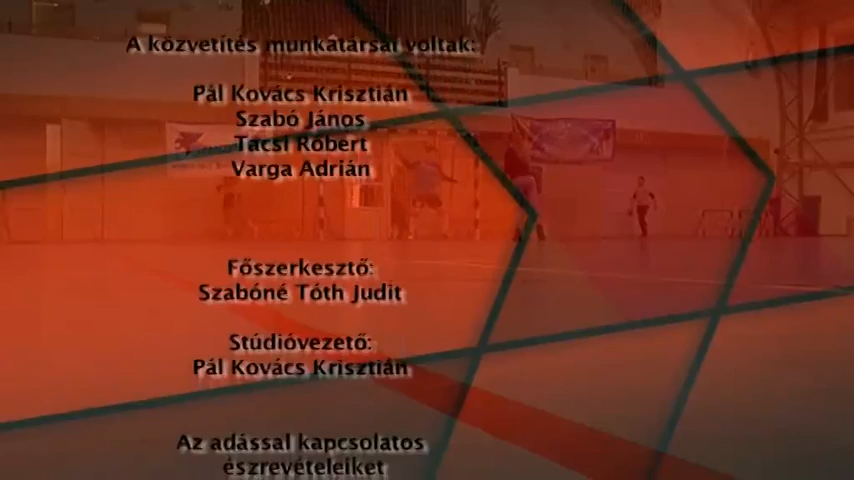 A közvetítés munkatársai voltak:
Pál Kovács Krisztián
Szabó János
Tácsi Róbert
Varga Adrián
Főszerkesztő:
Szabóné Tóth Judit
Stúdióvezető:
Pál Kovács Krisztián
Az adással kapcsolatos
észrevételeiket